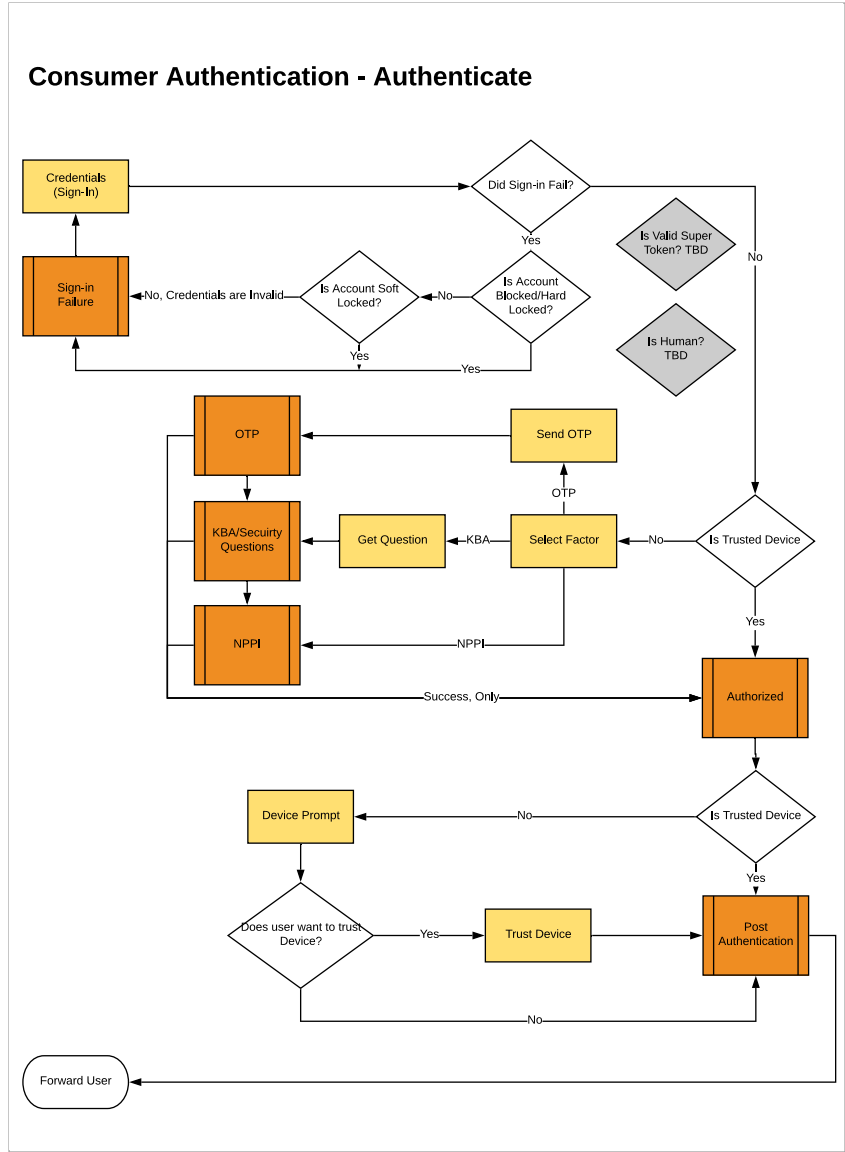 Consumer Authentication - Authenticate
Credentials
(Sign-In)
Did Sign-in Fail?
Yes
Is Valid Super
Token? TBD
No
Sign-in
Failure
No, Credentials are Invalid
Is Account Soft
Locked?
No
Is Account
Blocked/Hard
Locked?
Is Human?
TBD
Yes
Yes
OTP
Send OTP
OTP
KBA/Secuirty
Questions
Get Question
KBA
Select Factor
No
Is Trusted Device
Yes
NPPI
NPPI
Success, Only
Authorized
Device Prompt
No
Is Trusted Device
Yes
Does user want to trust
Device?
Yes
Trust Device
Post
Authentication
No
Forward User